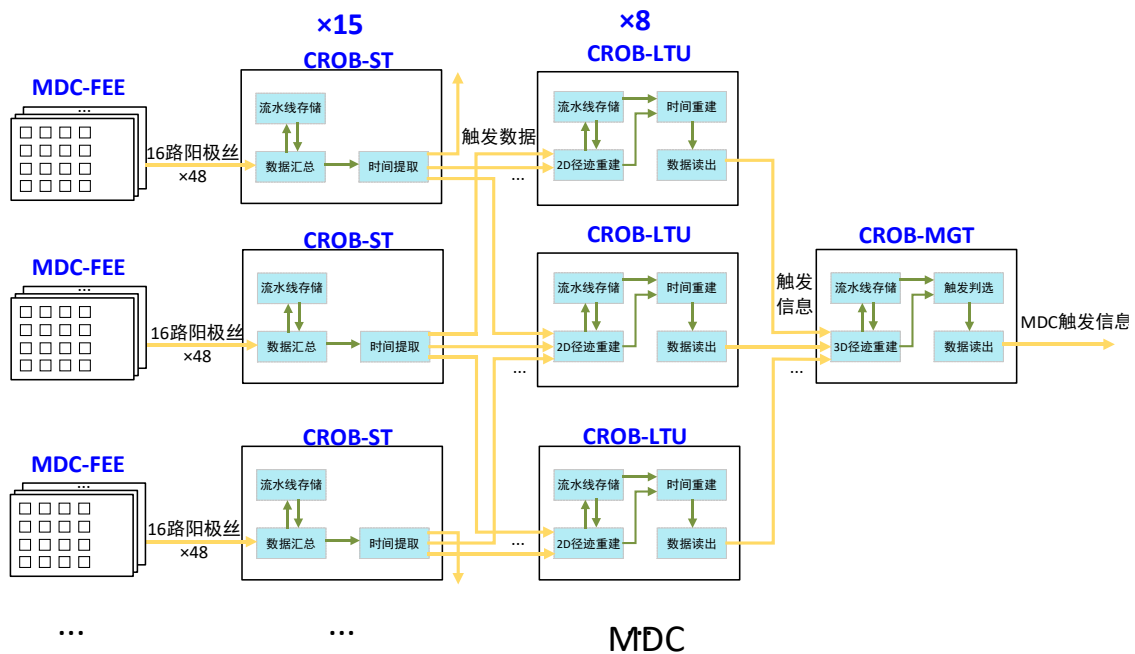 ×15
×8
CROB-ST
CROB-LTU
MDC-FEE
...
16路阳极丝
×48
流水线存储
数据汇总
时间提取
触发数据
...
流水线存储
时间重建
2D径迹重建
数据读出
MDC-FEE
...
16路阳极丝
×48
CROB-ST
流水线存储
数据汇总
时间提取
...
CROB-LTU
流水线存储
时间重建
2D径迹重建
数据读出
触发
信息
...
CROB-MGT
流水线存储
触发判选
3D径迹重建
数据读出
MDC触发信息
MDC-FEE
...
16路阳极丝
×48
CROB-ST
流水线存储
数据汇总
时间提取
...
CROB-LTU
流水线存储
时间重建
2D径迹重建
数据读出
...
...
...
MDC